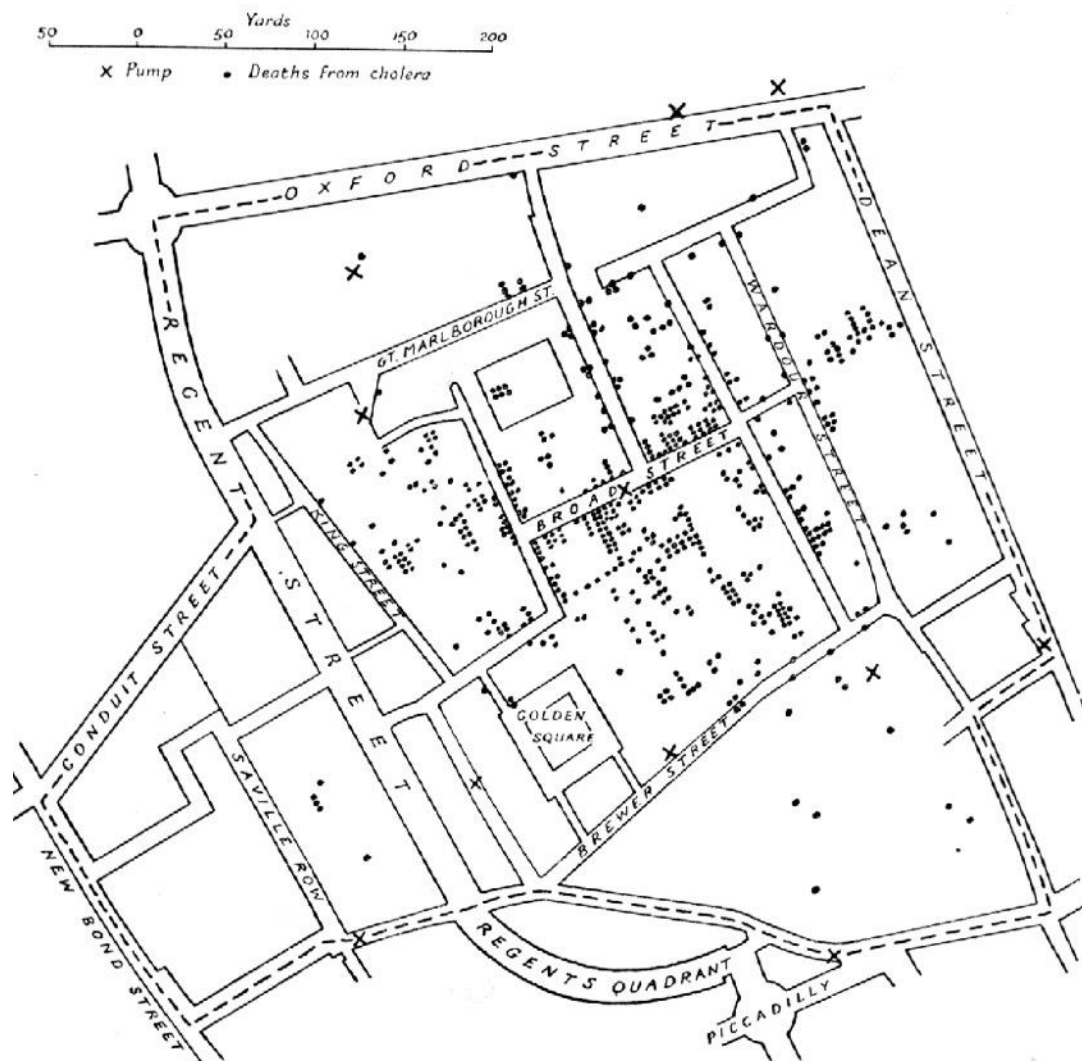 Yards
50 0 50 100 150 200
× Pump • Deaths from cholera
OXFORD STREET
REGENT STREET
GT. MARLBOROUGH ST.
WARDOUR STREET
DEAN STREET
BROAD STREET
KING STREET
CONDUIT STREET
GOLDEN
SQUARE
SAVILLE ROW
BREWER STREET
NEW BOND STREET
REGENTS QUADRANT
PICCADILLY